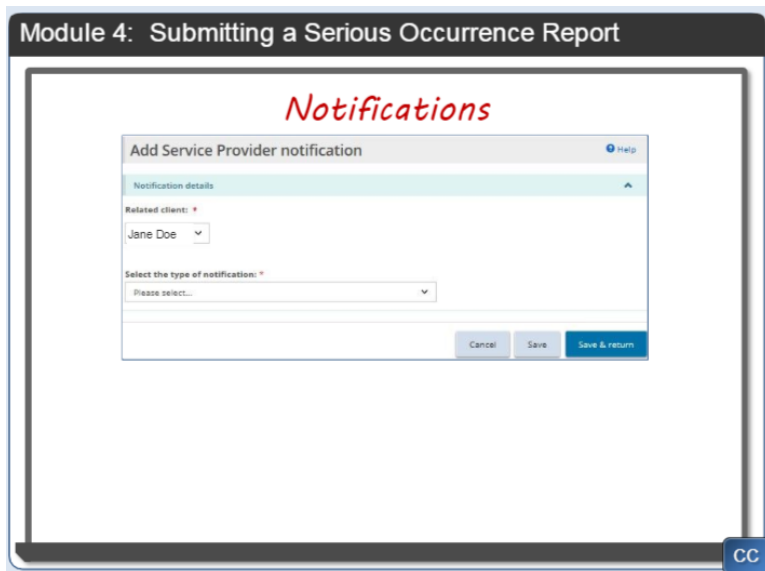 Module 4: Submitting a Serious Occurrence Report
Notifications
Add Service Provider notification
Help
Notification details
Related client: *
Jane Doe
Select the type of notification: *
Please select...
Cancel Save Save & return
CC